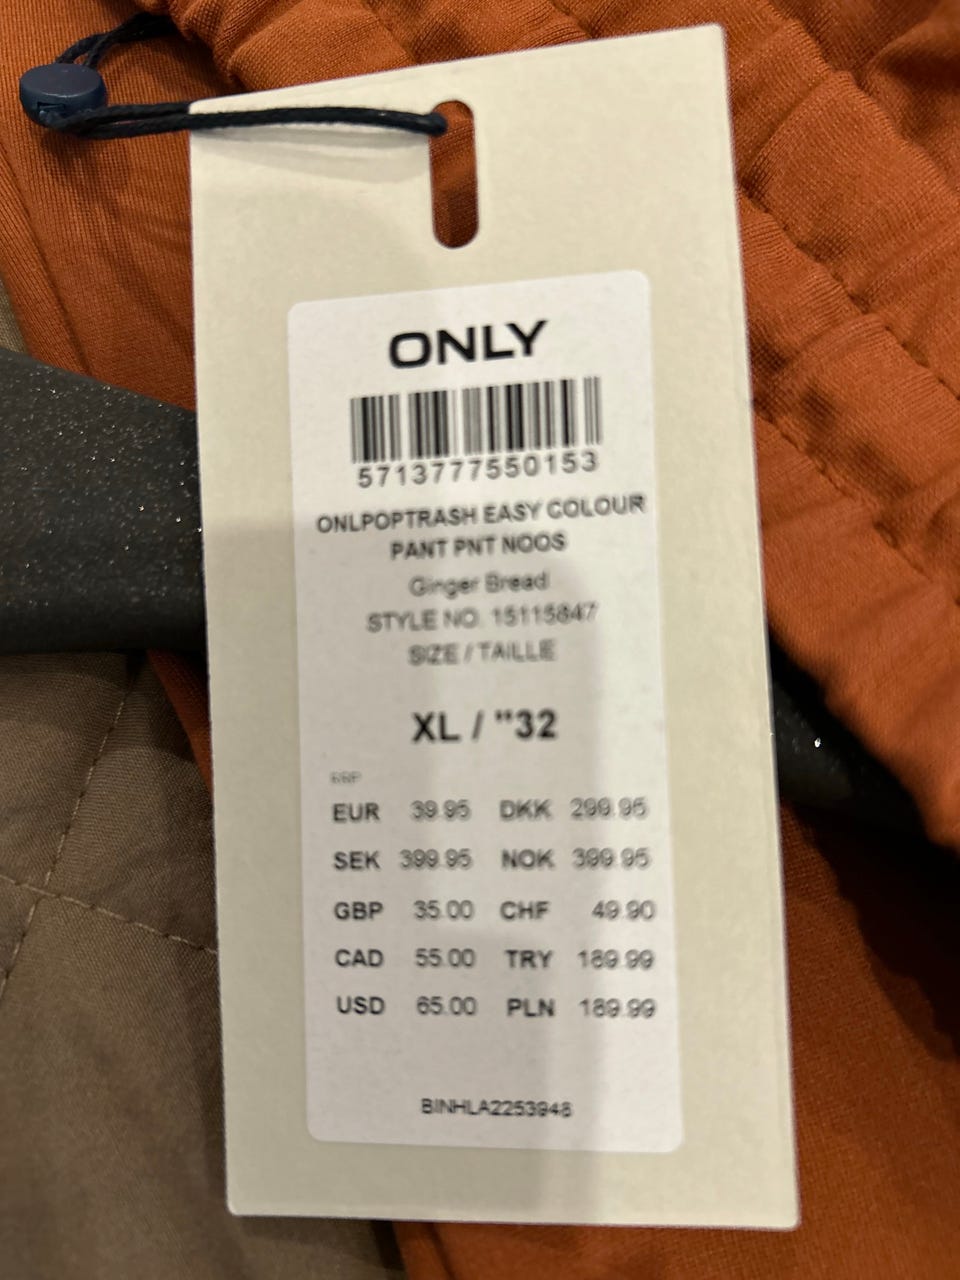 ONLY
5713777550153
ONLPOPTRASH EASY COLOUR
PANT PNT NOOS
Ginger Bread
STYLE NO. 15115847
SIZE / TAILLE
XL / "32
EUR 39.95 DKK 299.95
SEK 399.95 NOK 399.95
GBP 35.00 CHF 49.90
CAD 55.00 TRY 189.99
USD 65.00 PLN 189.99
BINHLA2253948